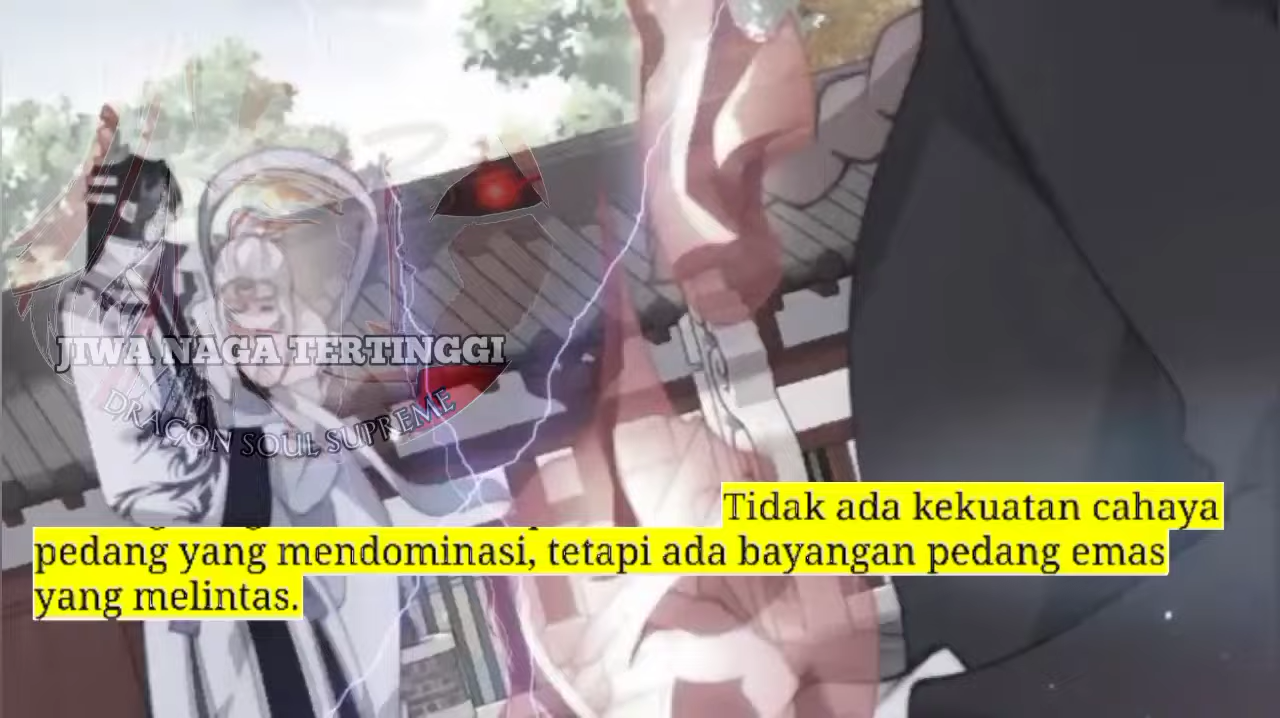 JIWA NAGA TERTINGGI
DRAGON SOUL SUPREME
Tidak ada kekuatan cahaya
pedang yang mendominasi, tetapi ada bayangan pedang emas
yang melintas.